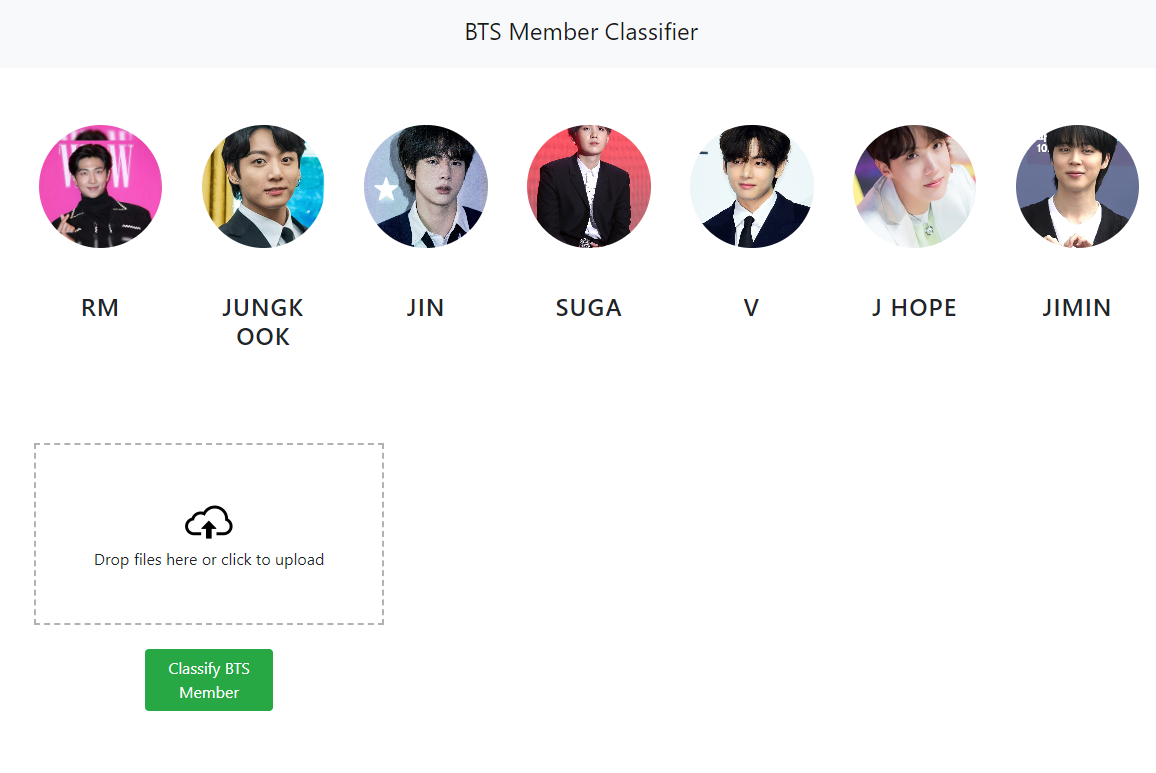 BTS Member Classifier
RM
JUNGK
OOK
JIN
SUGA
V
J HOPE
JIMIN
Drop files here or click to upload
Classify BTS
Member